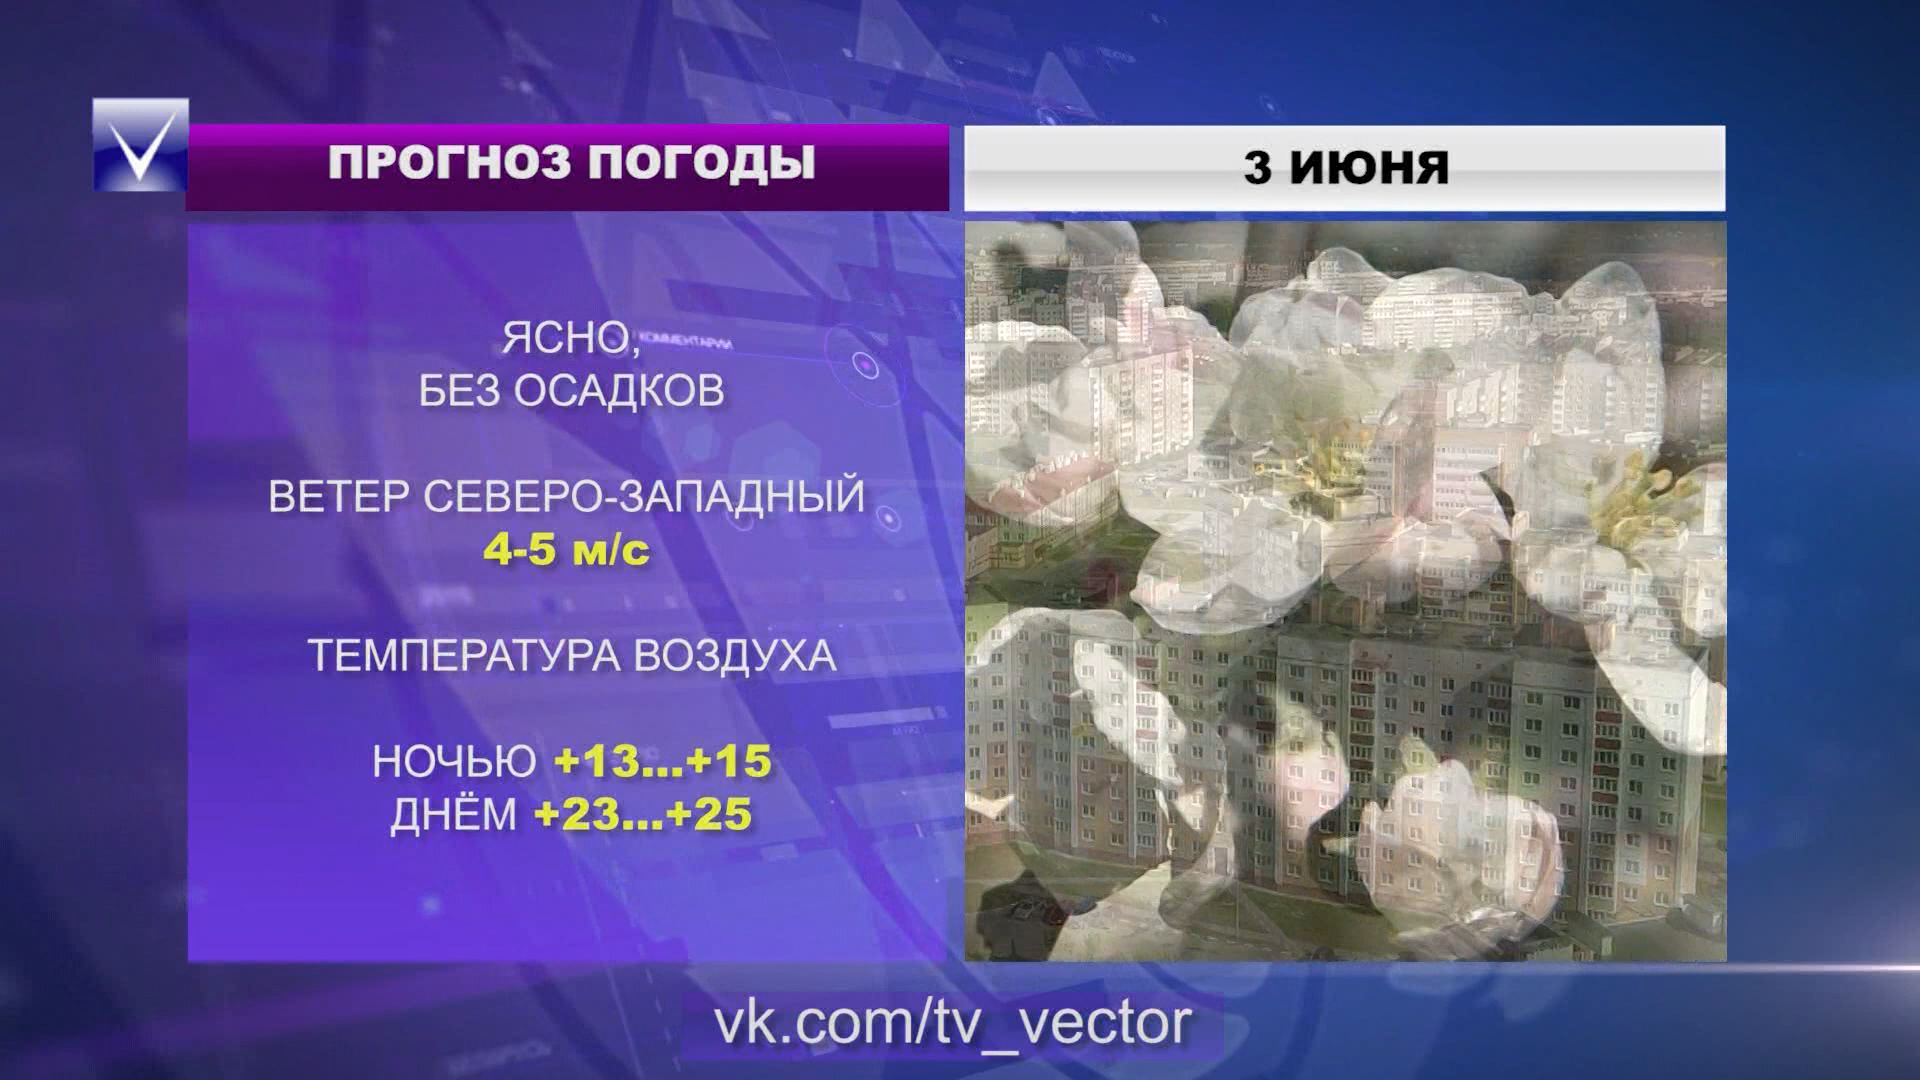 ПРОГНОЗ ПОГОДЫ
3 ИЮНЯ
ЯСНО,
БЕЗ ОСАДКОВ
КОММЕНТАРИИ
ВЕТЕР СЕВЕРО-ЗАПАДНЫЙ
4-5 м/с
ТЕМПЕРАТУРА ВОЗДУХА
НОЧЬЮ +13...+15
ДНЁМ +23...+25
vk.com/tv_vector